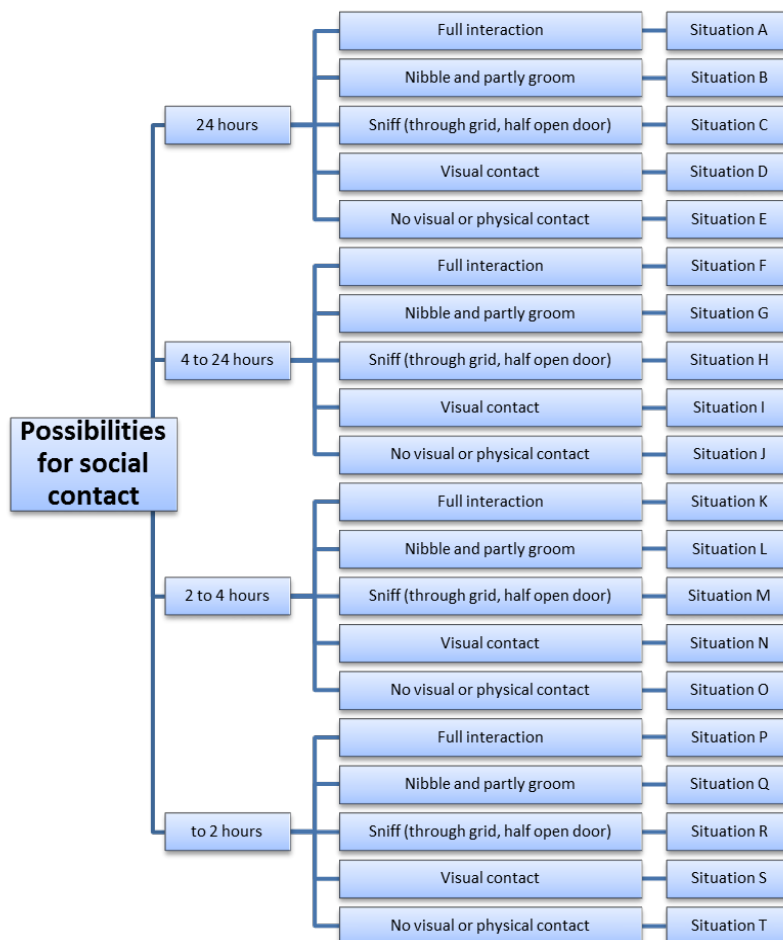 Full interaction
Situation A
Nibble and partly groom
Situation B
24 hours
Sniff (through grid, half open door)
Situation C
Visual contact
Situation D
No visual or physical contact
Situation E
Full interaction
Situation F
Nibble and partly groom
Situation G
4 to 24 hours
Sniff (through grid, half open door)
Situation H
Visual contact
Situation I
No visual or physical contact
Situation J
Possibilities
for social
contact
Full interaction
Situation K
Nibble and partly groom
Situation L
2 to 4 hours
Sniff (through grid, half open door)
Situation M
Visual contact
Situation N
No visual or physical contact
Situation O
Full interaction
Situation P
Nibble and partly groom
Situation Q
to 2 hours
Sniff (through grid, half open door)
Situation R
Visual contact
Situation S
No visual or physical contact
Situation T